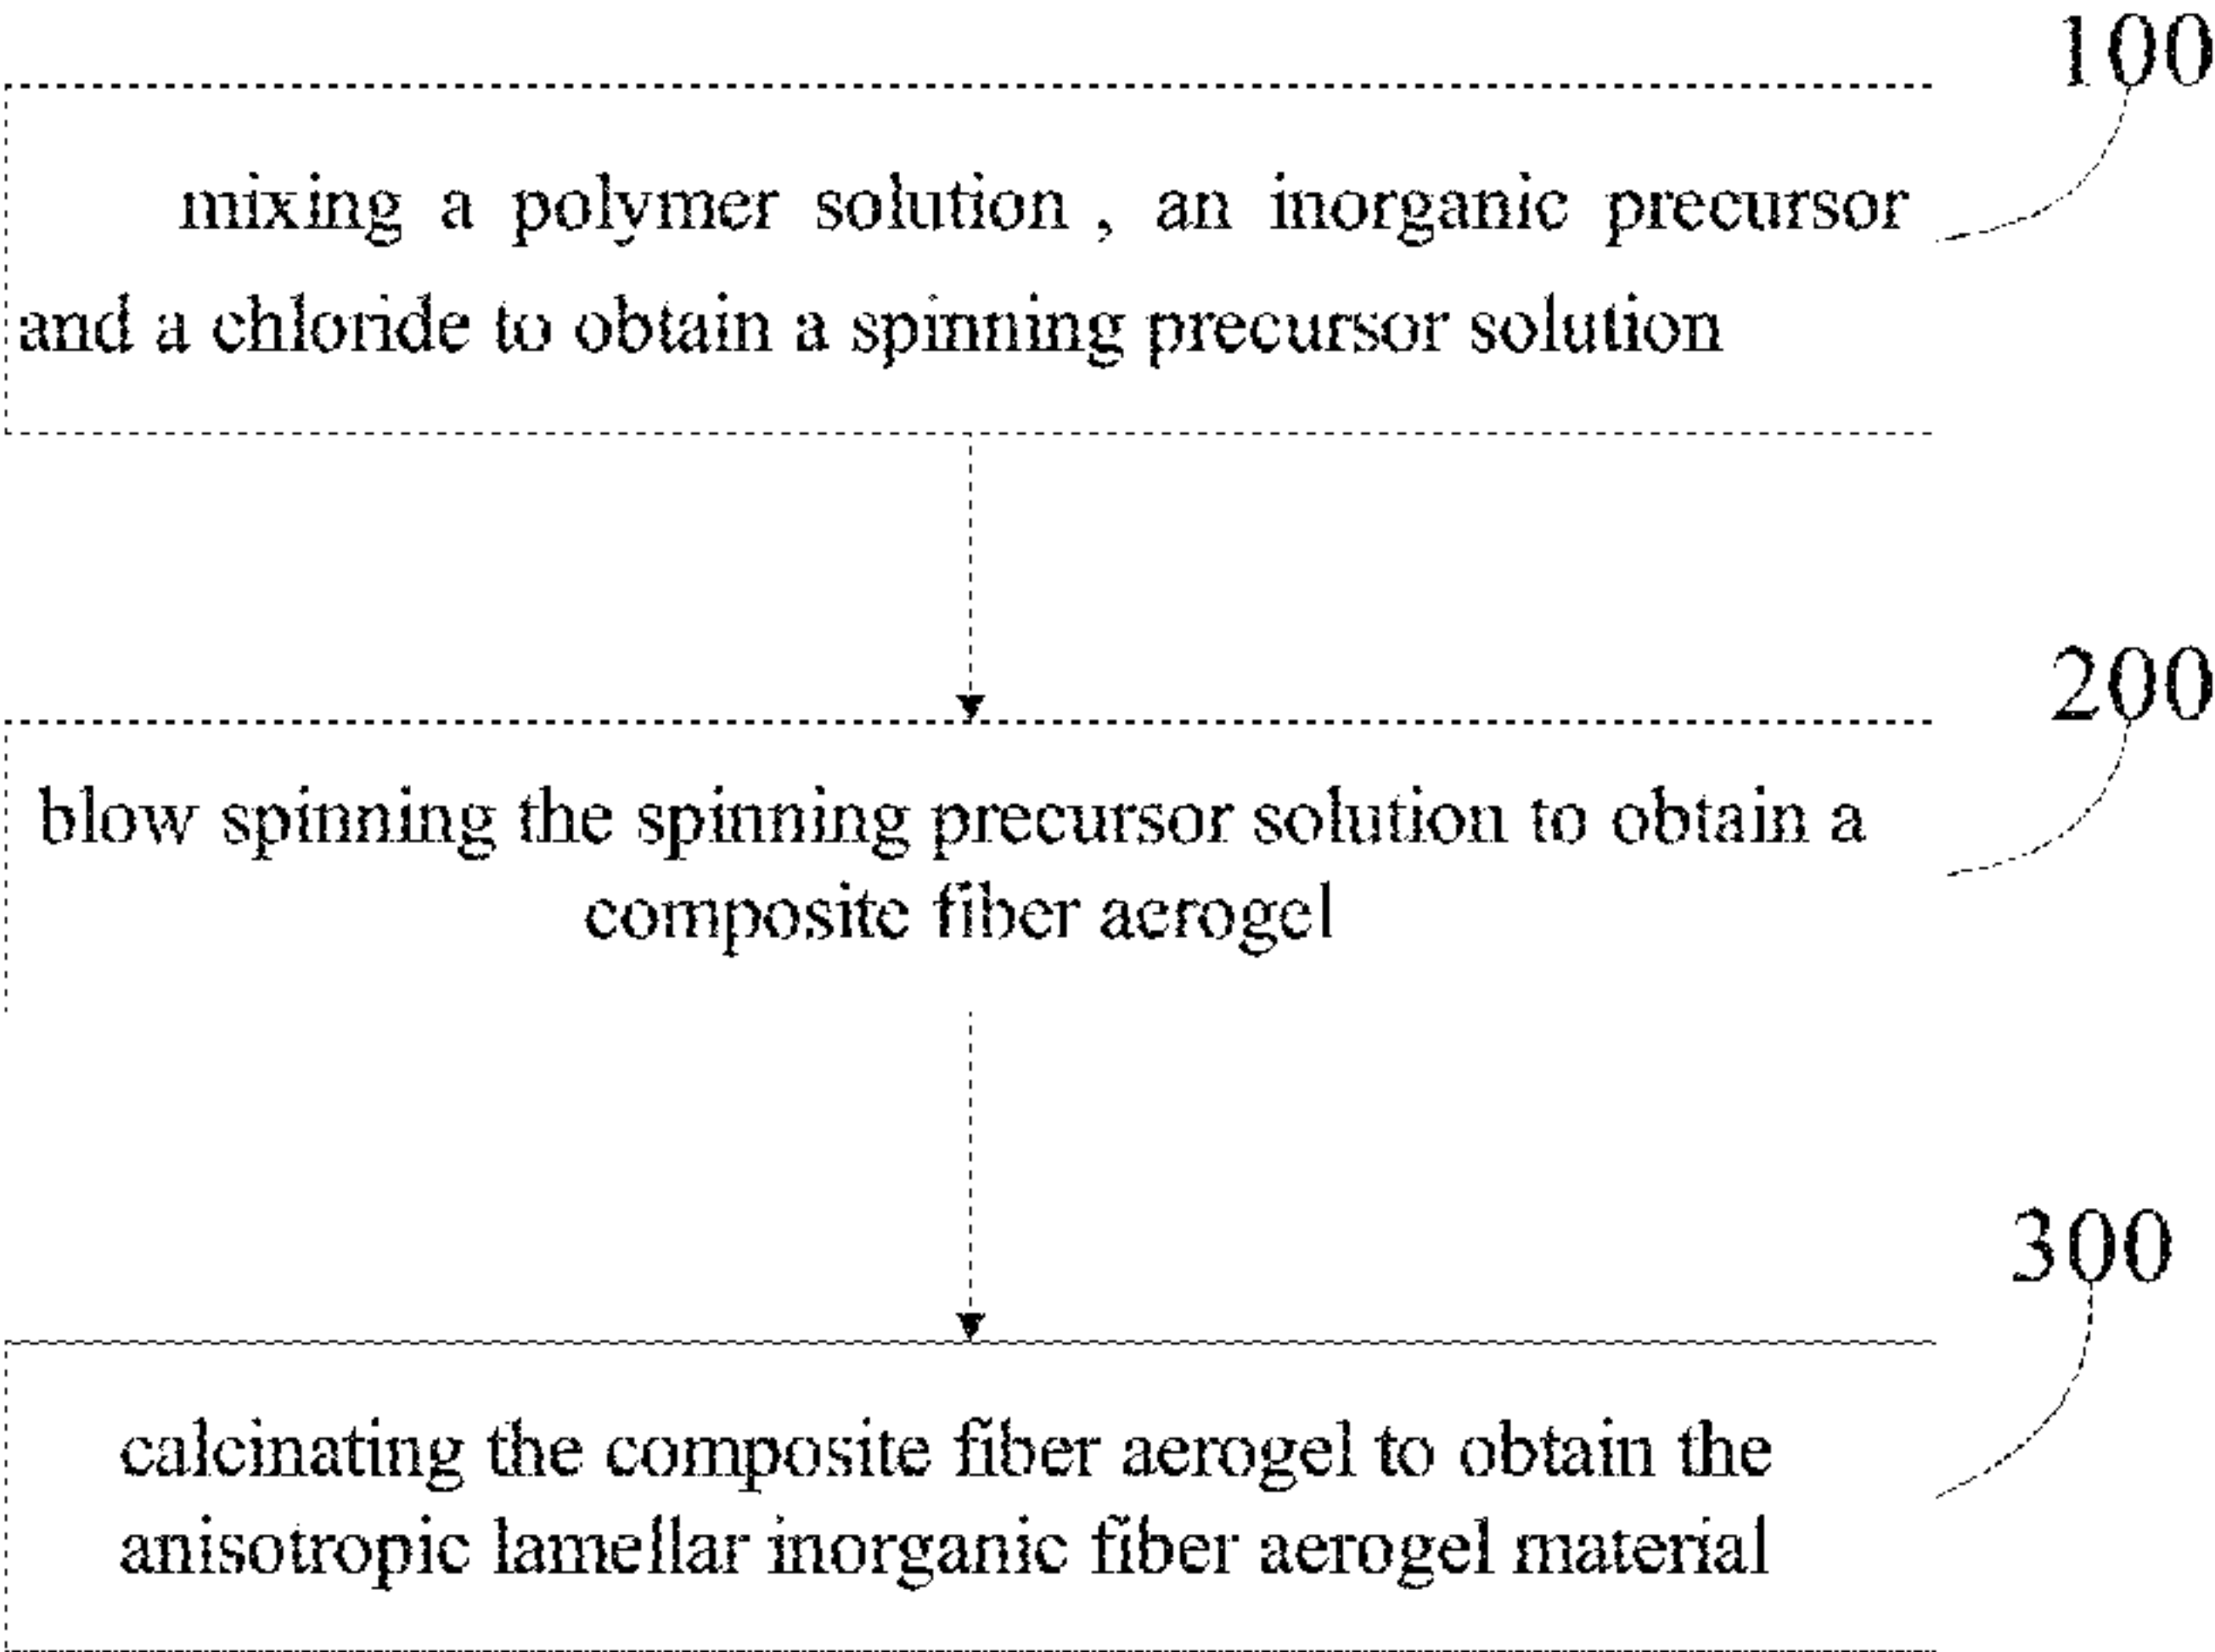 100
mixing a polymer solution , an inorganic precursor
and a chloride to obtain a spinning precursor solution
200
blow spinning the spinning precursor solution to obtain a
composite fiber aerogel
300
calcinating the composite fiber aerogel to obtain the
anisotropic lamellar inorganic fiber aerogel material